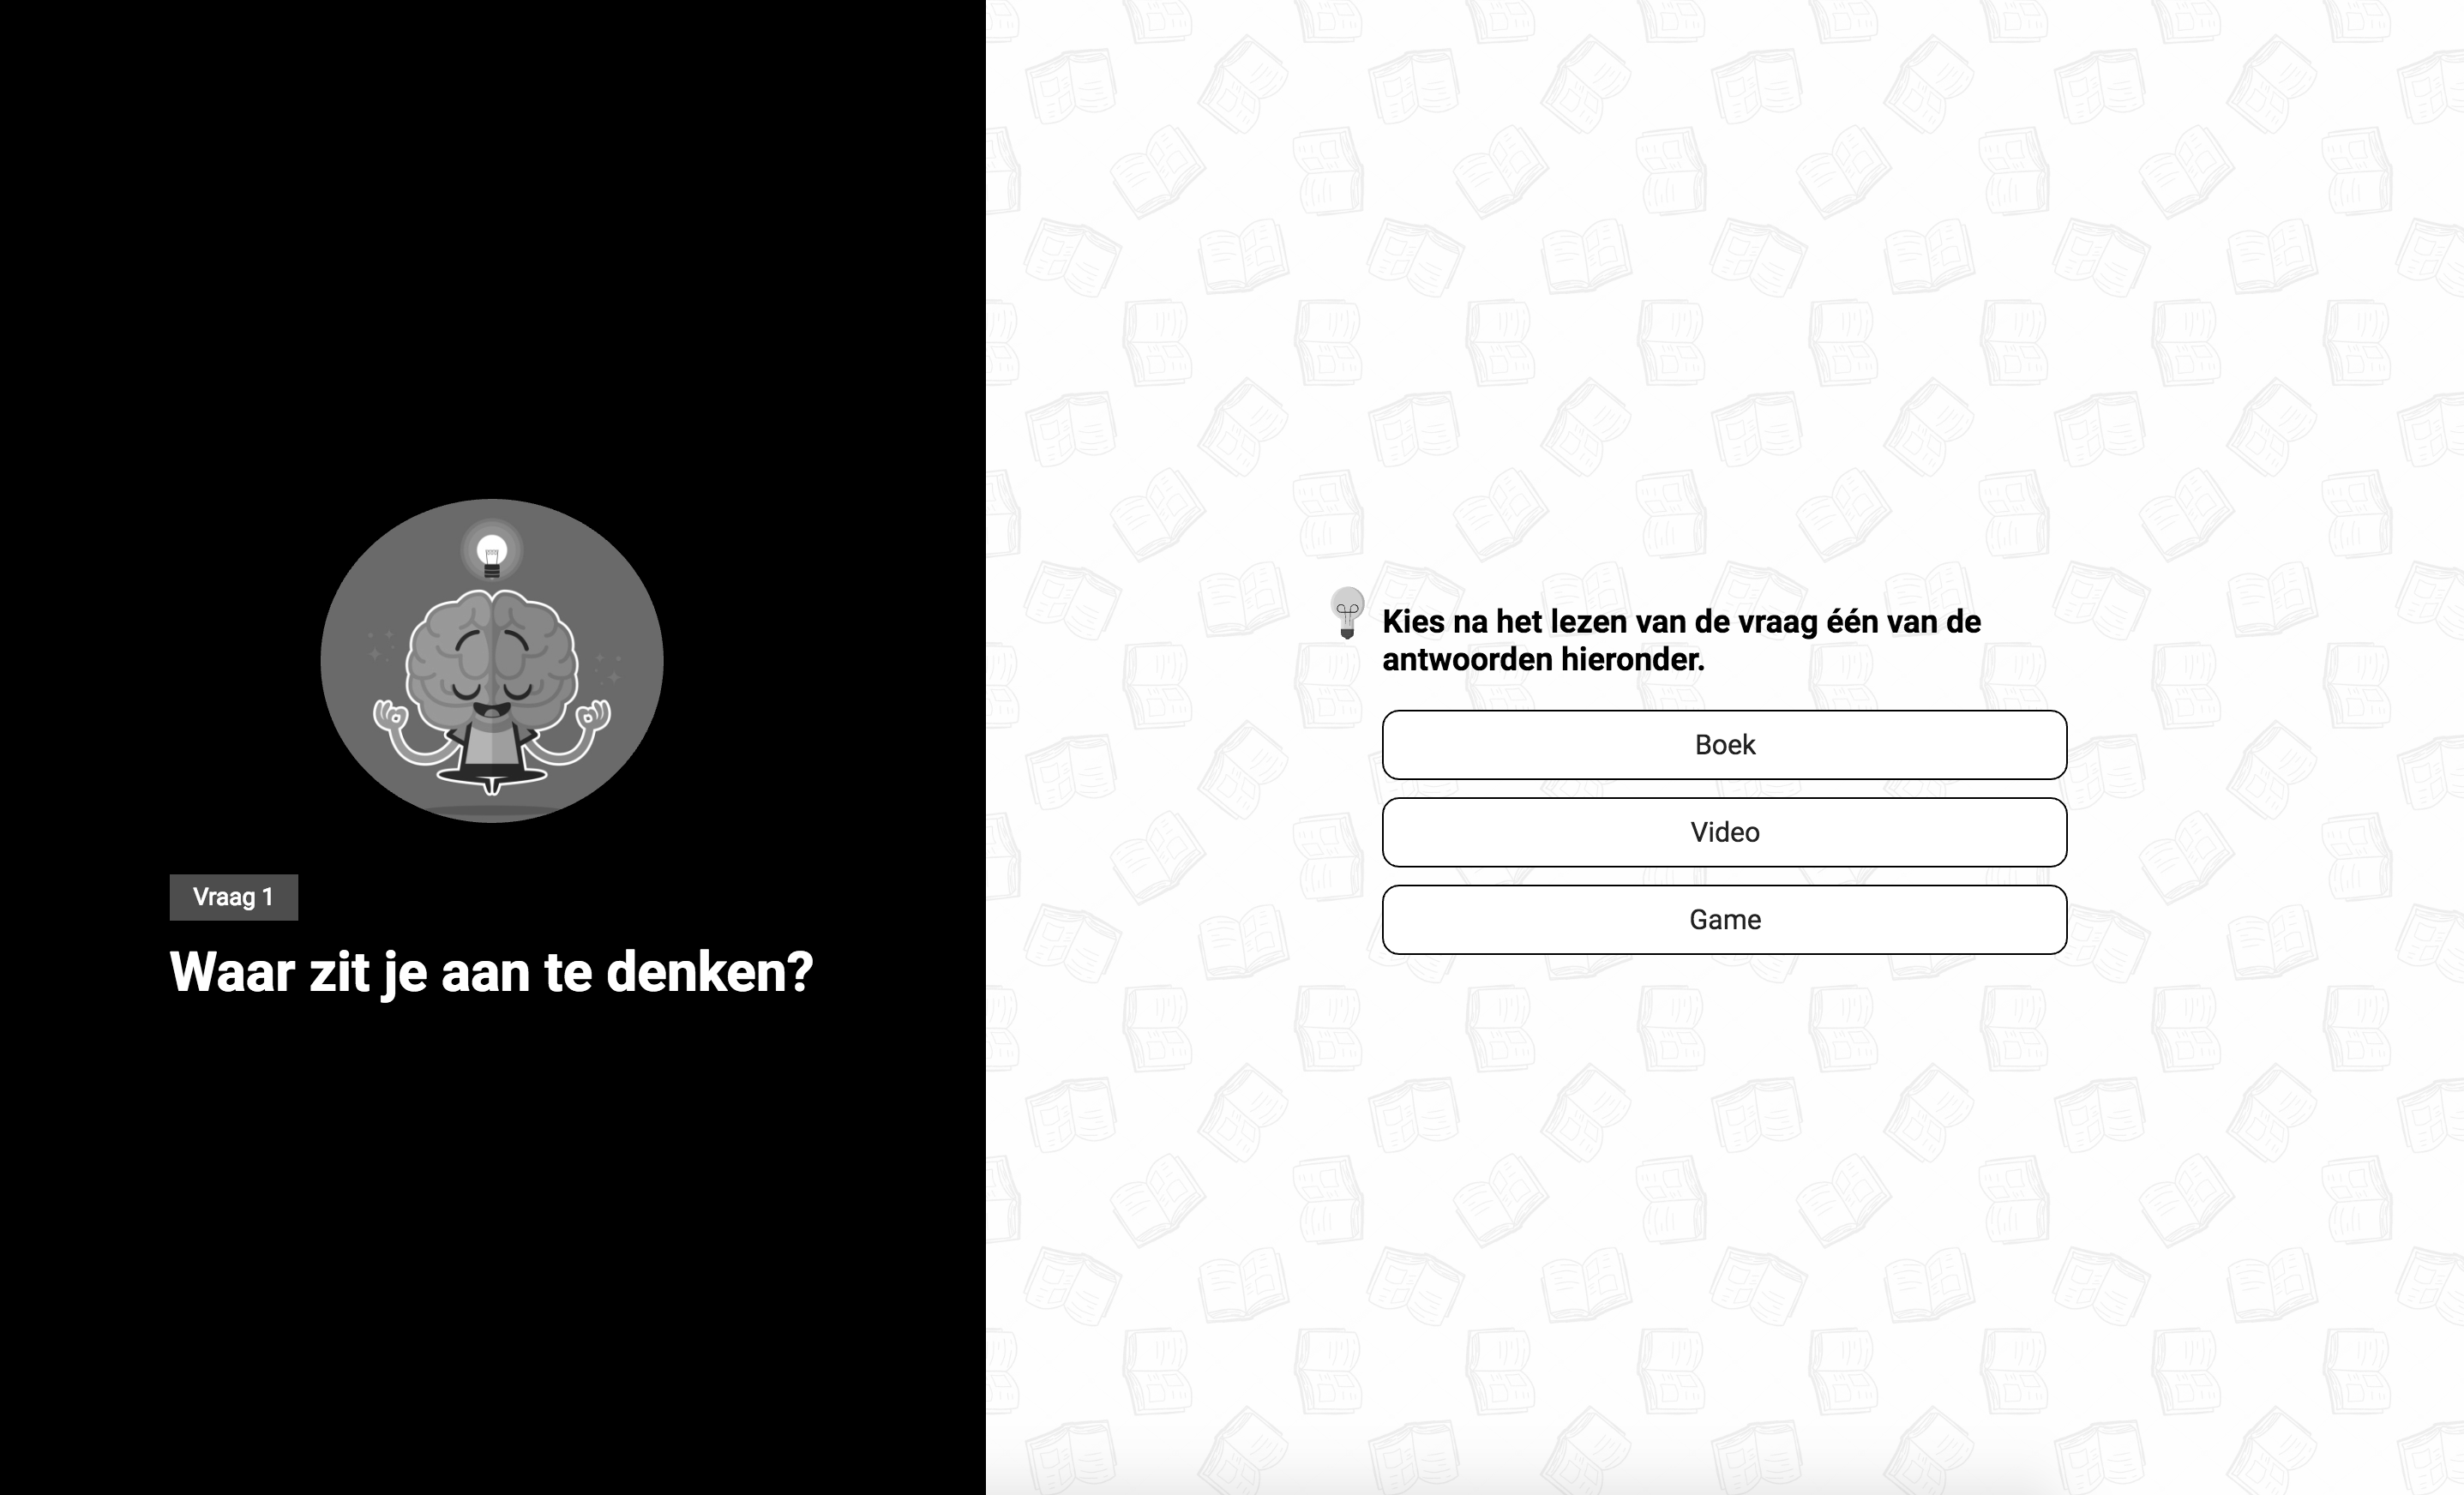 Vraag 1
Waar zit je aan te denken?
Kies na het lezen van de vraag één van de
antwoorden hieronder.
Boek
Video
Game